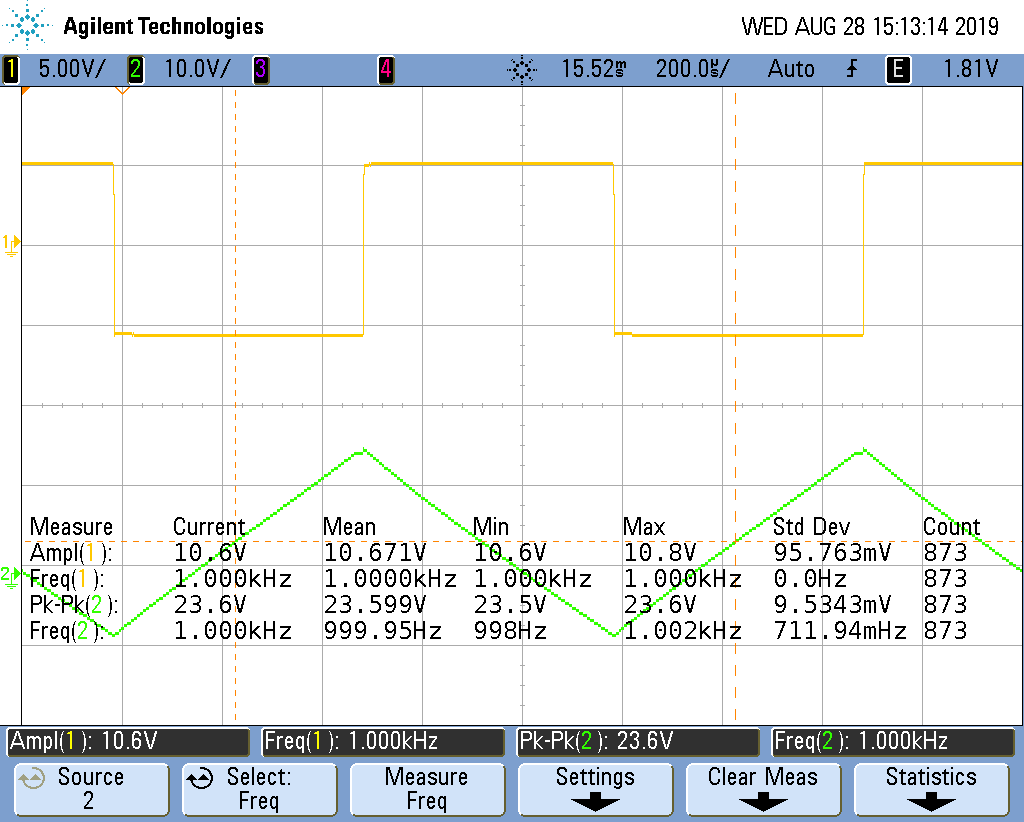 Agilent Technologies WED AUG 28 15:13:14 2019
1 5.00V/ 2 10.0V/ 3 4 15.52ms 200.0µs/ Auto E 1.81V
1
2
Measure Current Mean Min Max Std Dev Count
Ampl(1): 10.6V 10.671V 10.6V 10.8V 95.763mV 873
Freq(1): 1.000kHz 1.0000kHz 1.000kHz 1.000kHz 0.0Hz 873
Pk-Pk(2): 23.6V 23.599V 23.5V 23.6V 9.5343mV 873
Freq(2): 1.000kHz 999.95Hz 998Hz 1.002kHz 711.94mHz 873
Ampl(1): 10.6V Freq(1): 1.000kHz Pk-Pk(2): 23.6V Freq(2): 1.000kHz
Source Select: Measure Settings Clear Meas Statistics
2 Freq Freq